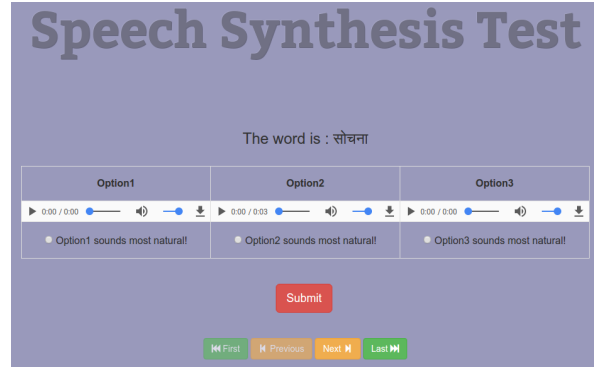 Speech Synthesis Test
The word is : सोचना
Option1 Option2 Option3
0:00 / 0:00 0:00 / 0:03 0:00 / 0:00
Option1 sounds most natural! Option2 sounds most natural! Option3 sounds most natural!
Submit
First Previous Next Last